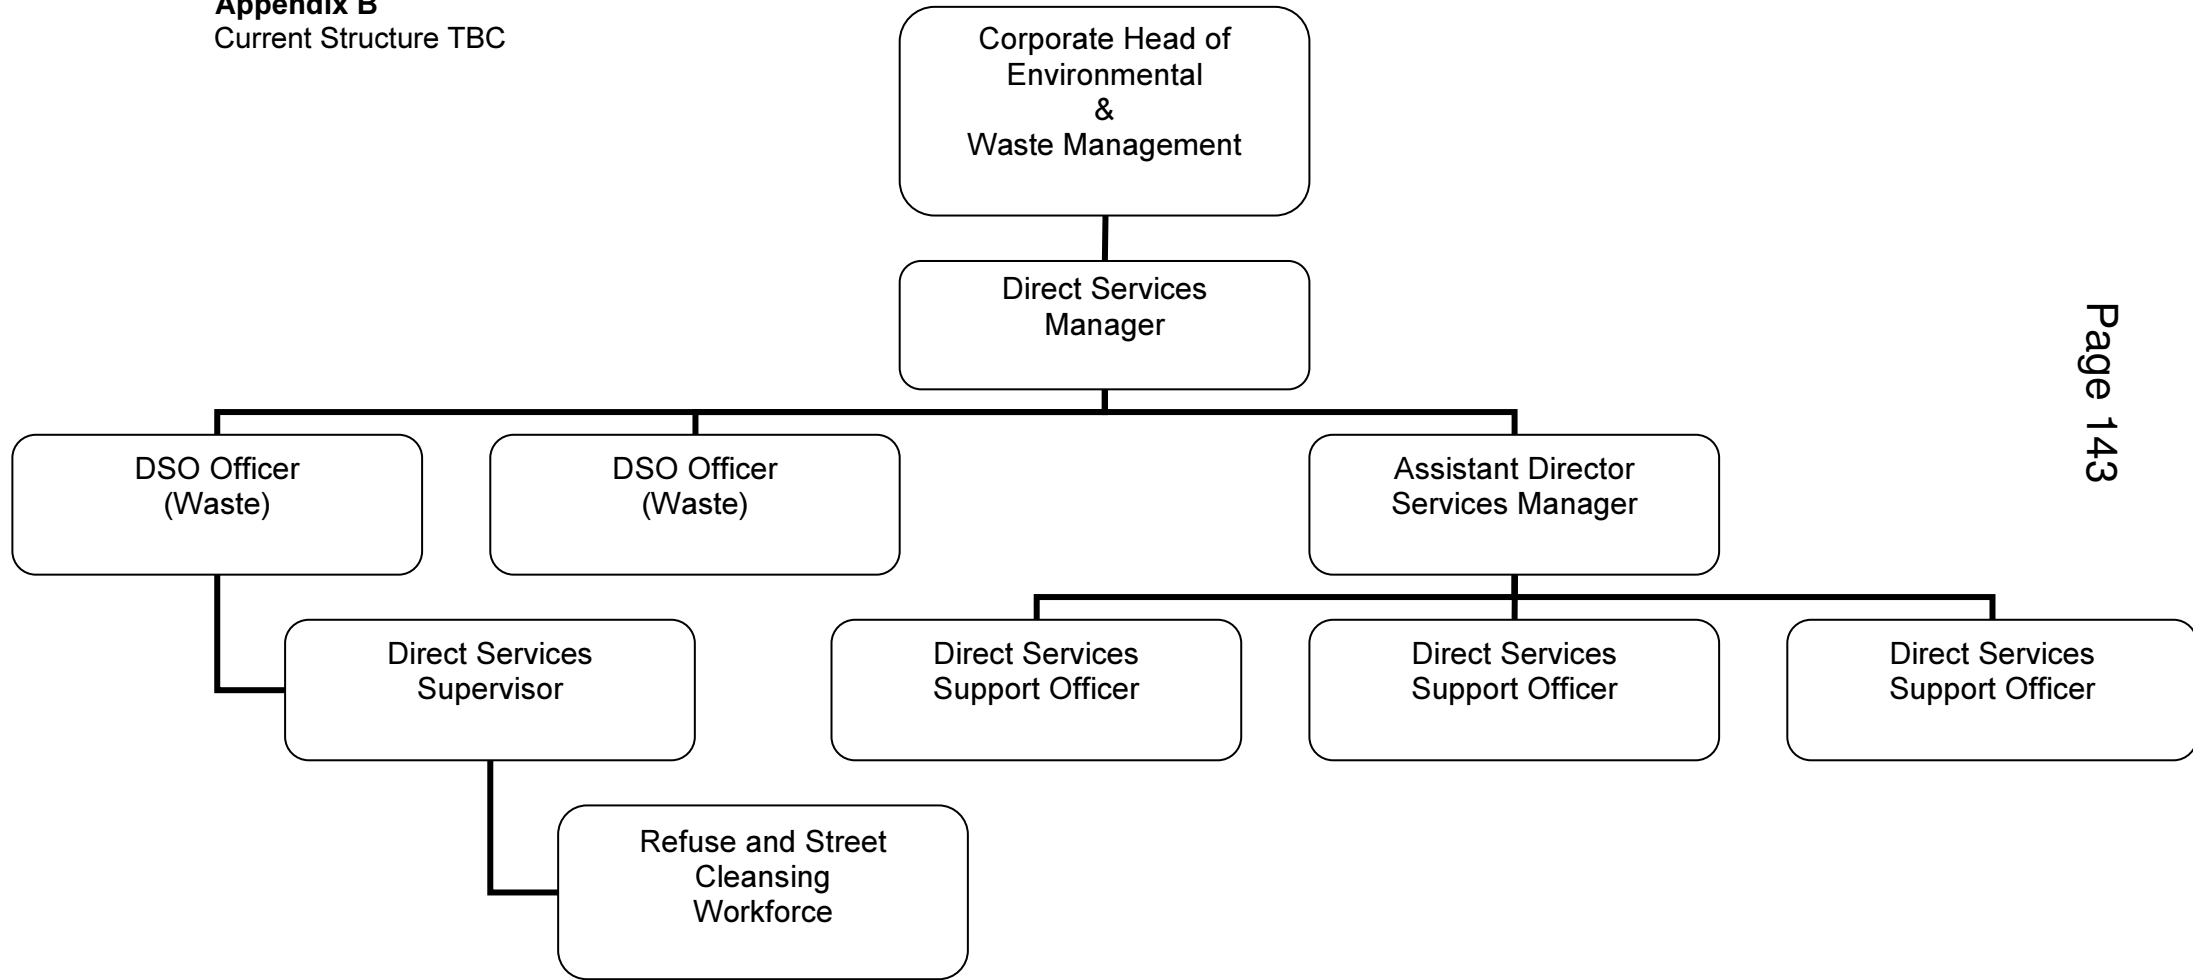 Appendix B
Current Structure TBC
Corporate Head of
Environmental
&
Waste Management
Direct Services
Manager
DSO Officer
(Waste)
DSO Officer
(Waste)
Assistant Director
Services Manager
Direct Services
Supervisor
Direct Services
Support Officer
Direct Services
Support Officer
Direct Services
Support Officer
Refuse and Street
Cleansing
Workforce
Page 143